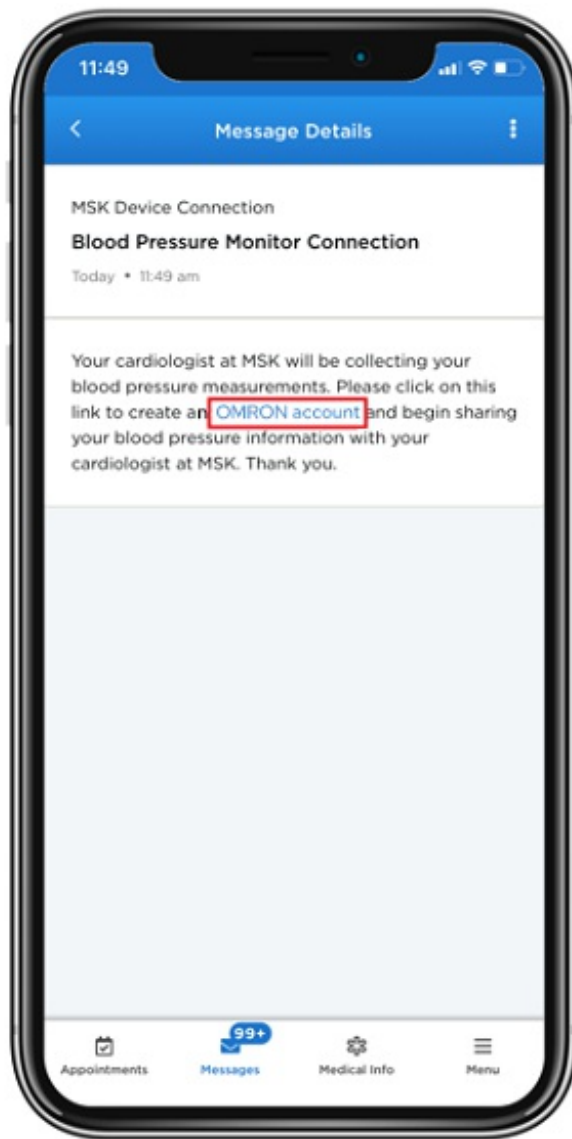 11:49
Message Details
MSK Device Connection
Blood Pressure Monitor Connection
Today • 11:49 am
Your cardiologist at MSK will be collecting your
blood pressure measurements. Please click on this
link to create an OMRON account and begin sharing
your blood pressure information with your
cardiologist at MSK. Thank you.
99+
Appointments Messages Medical Info Menu